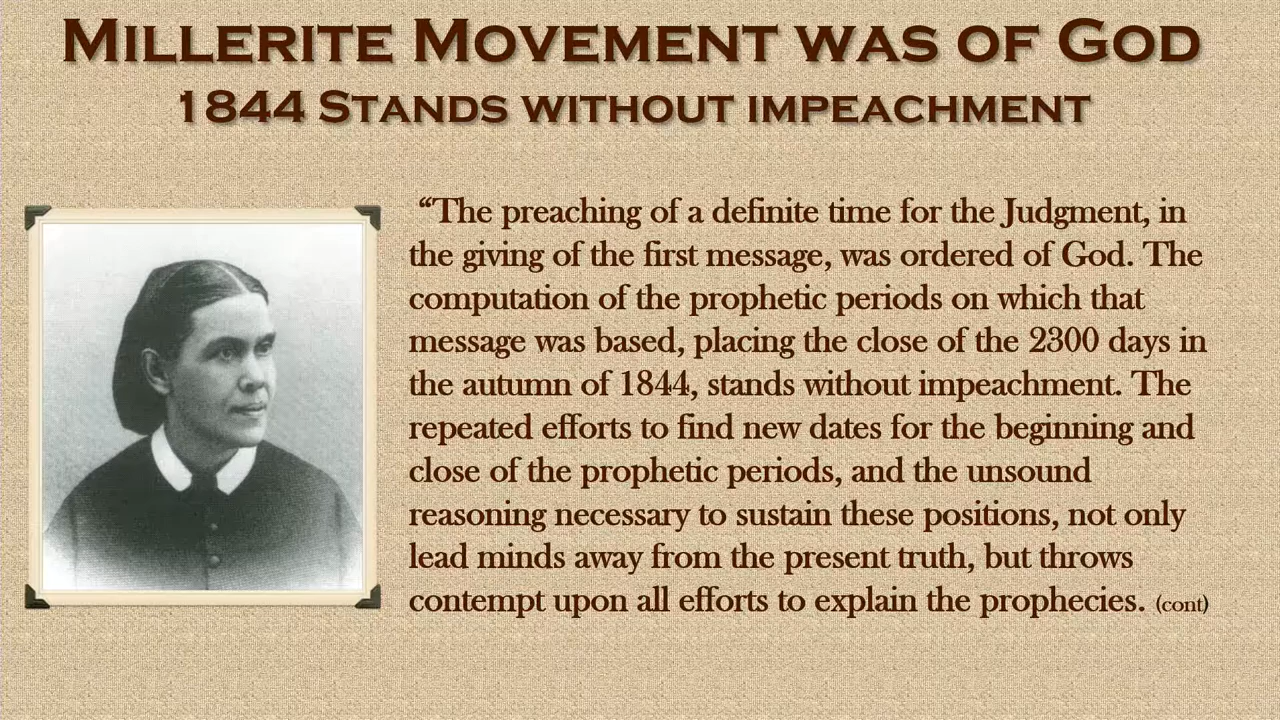 MILLERITE MOVEMENT WAS OF GOD
1844 STANDS WITHOUT IMPEACHMENT
“The preaching of a definite time for the Judgment, in
the giving of the first message, was ordered of God. The
computation of the prophetic periods on which that
message was based, placing the close of the 2300 days in
the autumn of 1844, stands without impeachment. The
repeated efforts to find new dates for the beginning and
close of the prophetic periods, and the unsound
reasoning necessary to sustain these positions, not only
lead minds away from the present truth, but throws
contempt upon all efforts to explain the prophecies. (cont)